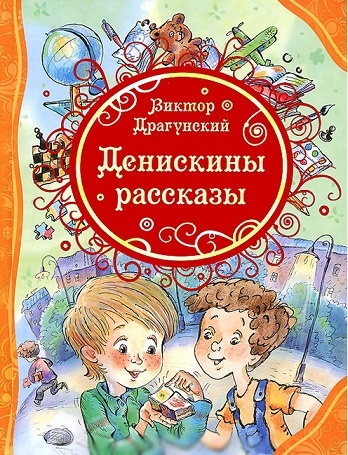 Виктор
Драгунский
Денискины
рассказы